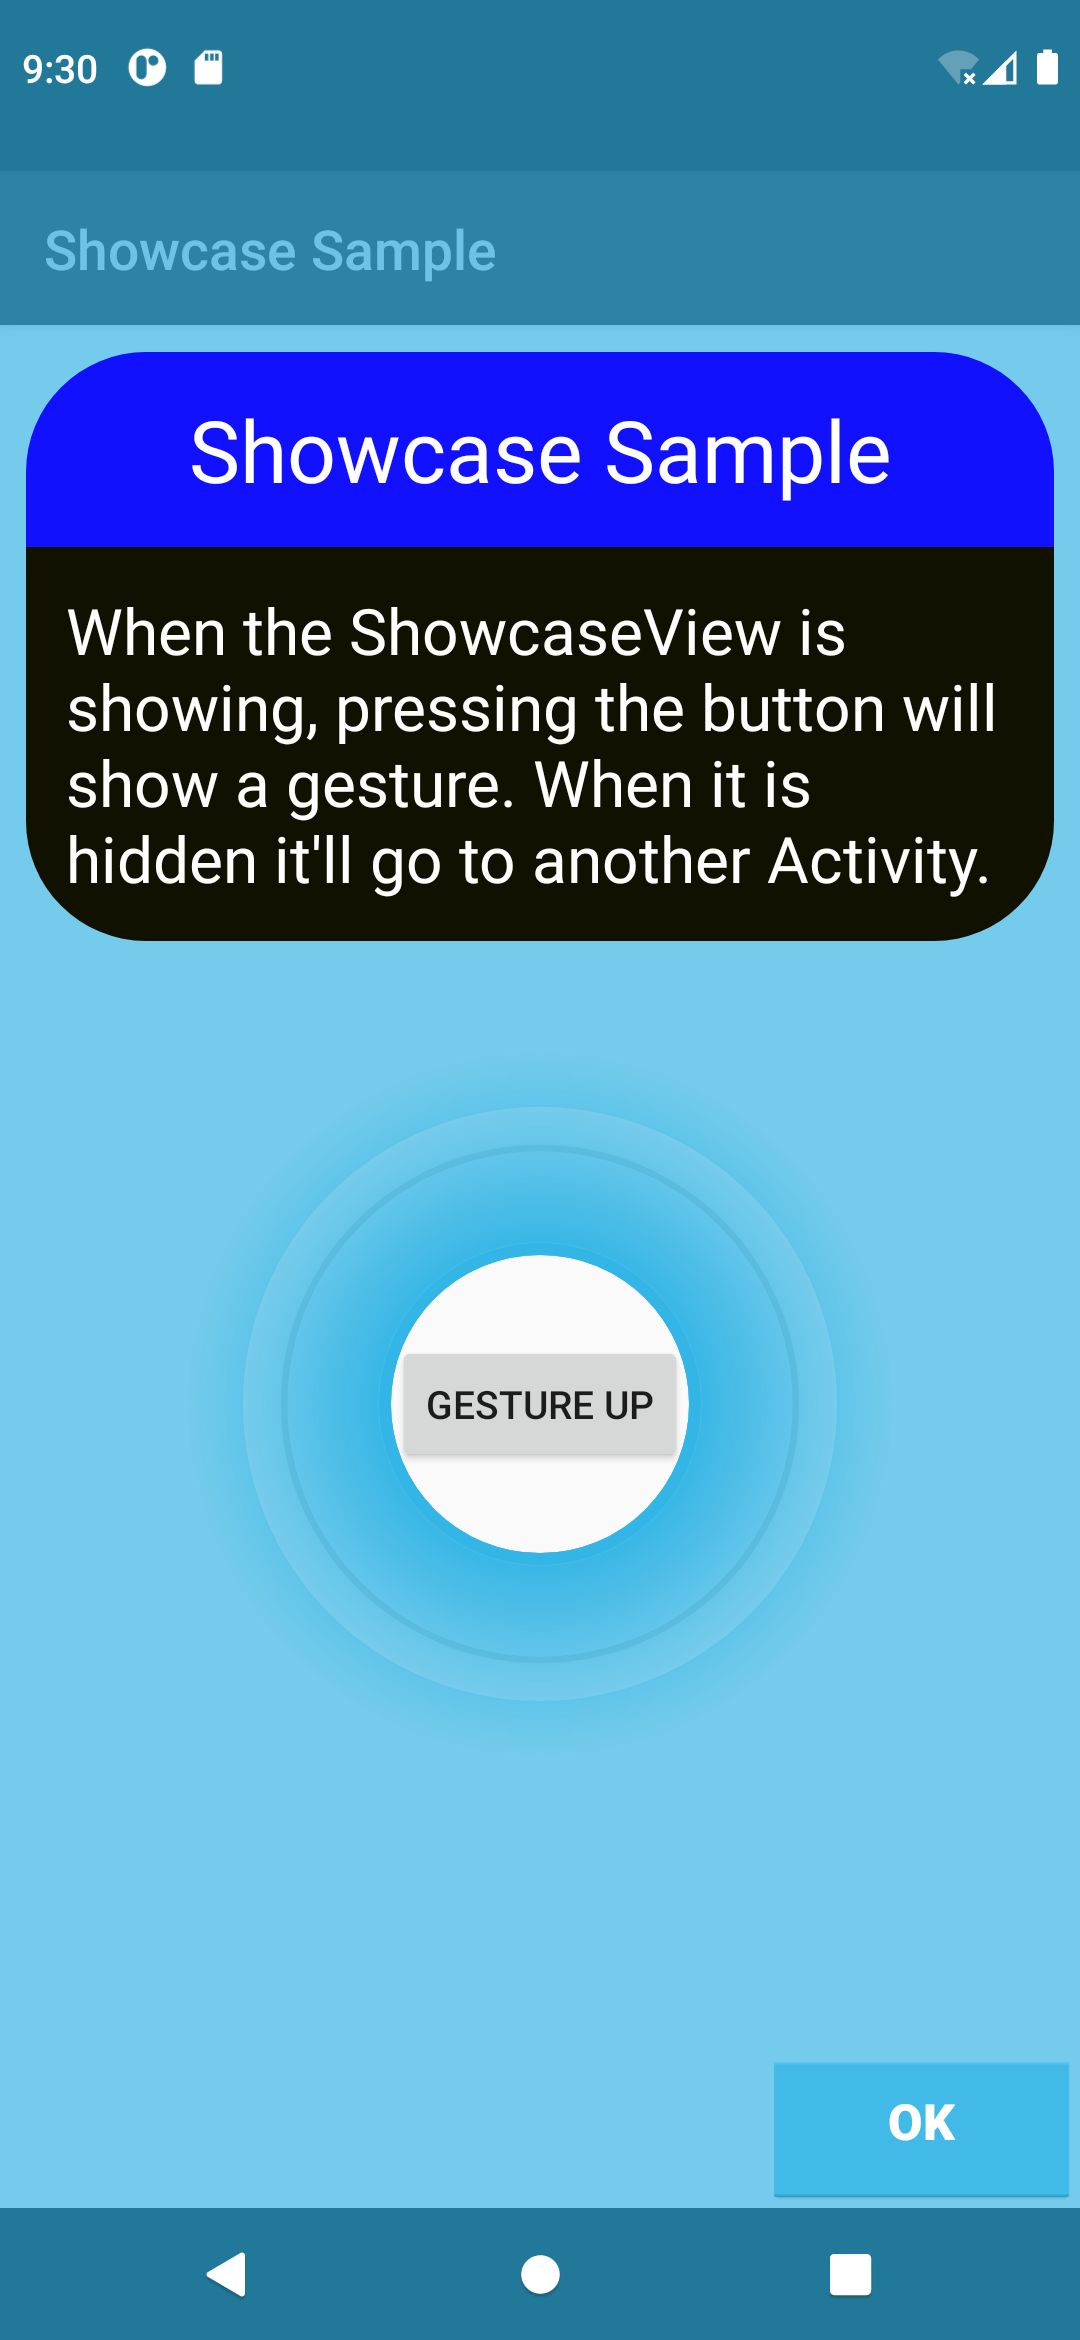 9:30
Showcase Sample
Showcase Sample
When the ShowcaseView is
showing, pressing the button will
show a gesture. When it is
hidden it'll go to another Activity.
GESTURE UP
OK